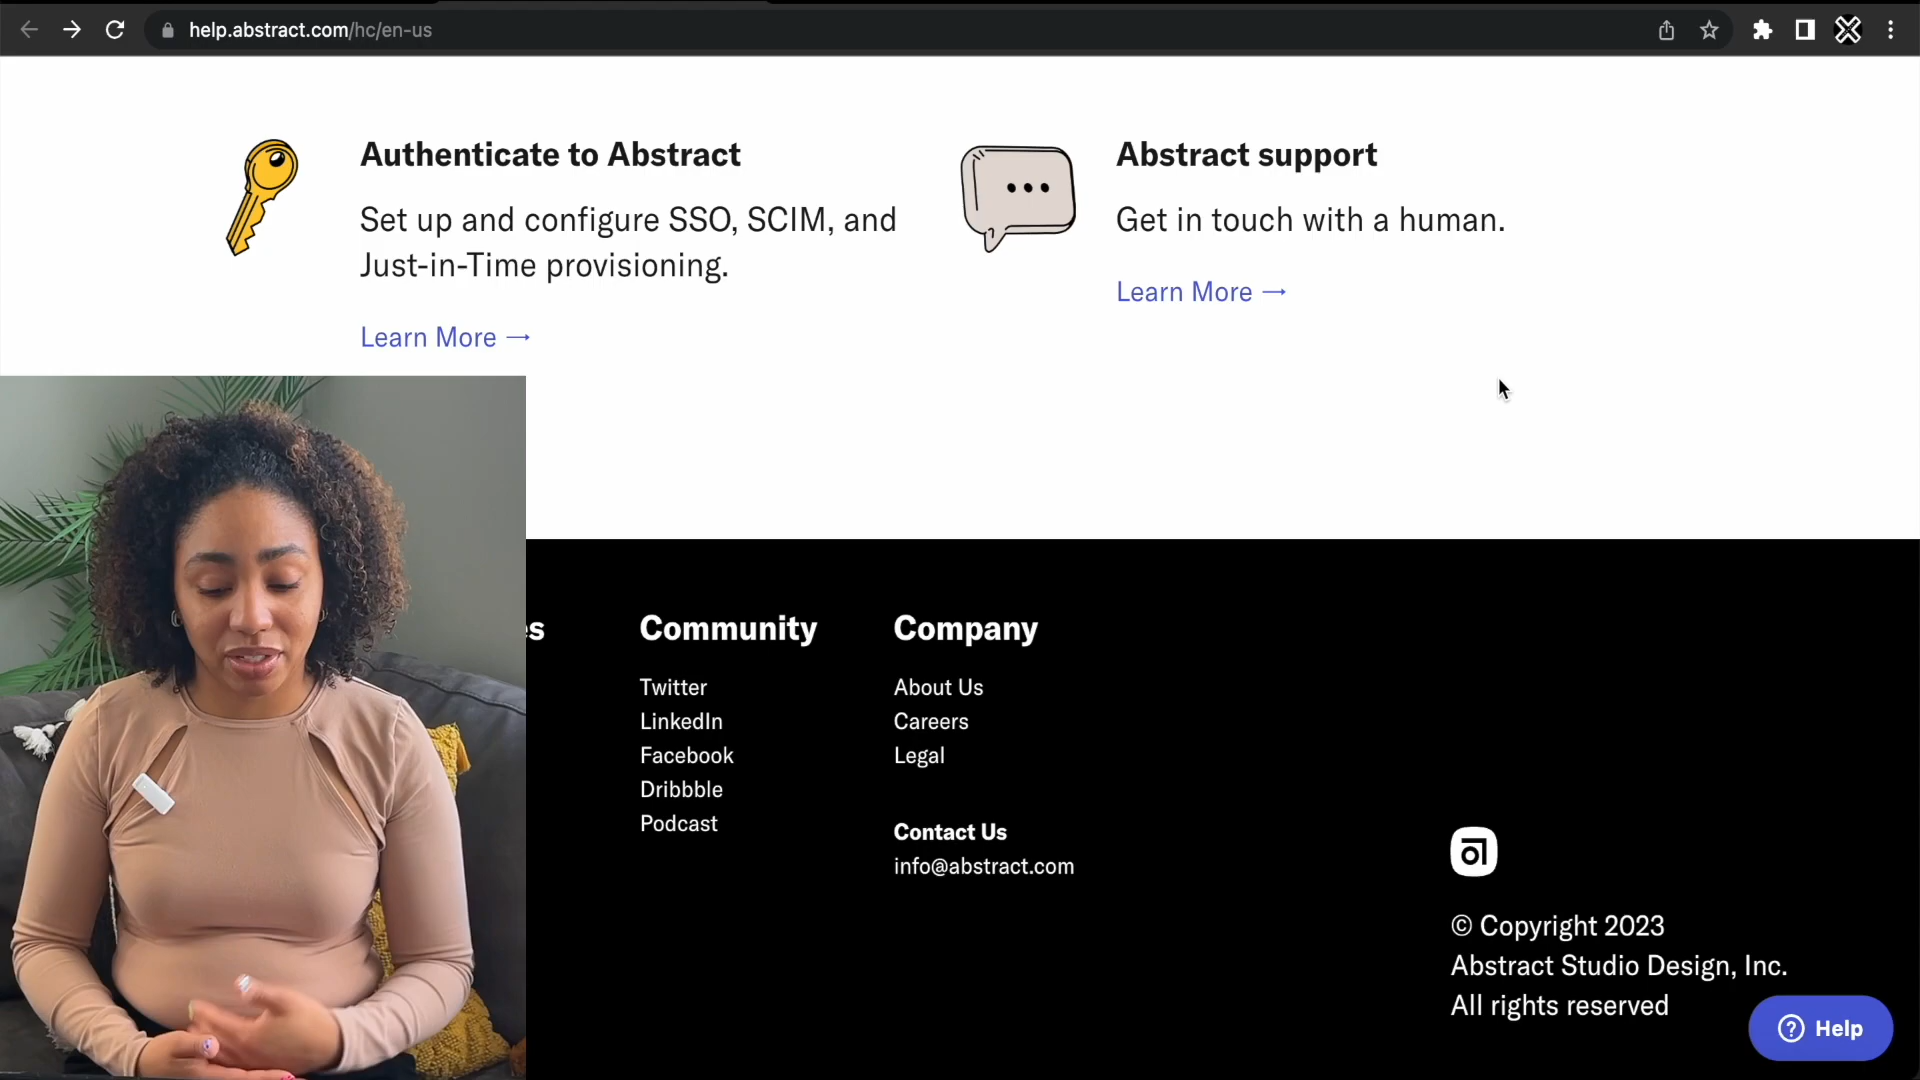 help.abstract.com/hc/en-us
Authenticate to Abstract
Set up and configure SSO, SCIM, and
Just-in-Time provisioning.
Learn More →
Abstract support
Get in touch with a human.
Learn More →
es
Community
Twitter
LinkedIn
Facebook
Dribbble
Podcast
Company
About Us
Careers
Legal
Contact Us
info@abstract.com
© Copyright 2023
Abstract Studio Design, Inc.
All rights reserved
Help